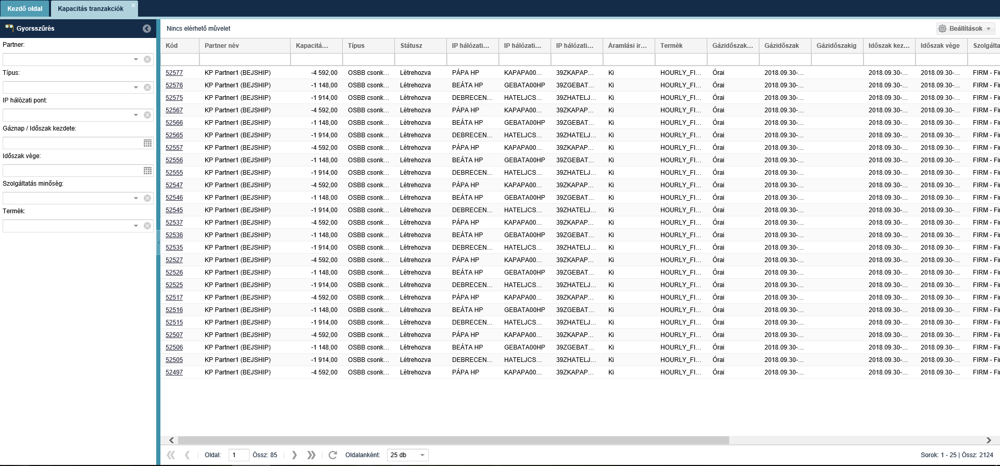 Kezdő oldal Kapacitás tranzakciók
Gyorsszűrés
Partner:
Típus:
IP hálózati pont:
Gáznap / Időszak kezdete:
Időszak vége:
Szolgáltatás minőség:
Termék:
Nincs elérhető művelet Beállítások
Kód Partner név Kapacitá... Típus Státusz IP hálózati... IP hálózati... IP hálózati... Áramlási ir... Termék Gázidőszak... Gázidőszak Gázidőszakig Időszak kez... Időszak vége Szolgálta
52577 KP Partner1 (BEJSHIP) -4 592,00 OSBB csonk... Létrehozva PÁPA HP KAPAPA00... 39ZKAPAP... Ki HOURLY_FI... Órai 2018.09.30-... 2018.09.30-... 2018.09.30-... FIRM - Fi
52576 KP Partner1 (BEJSHIP) -1 148,00 OSBB csonk... Létrehozva BEÁTA HP GEBATA00HP 39ZGEBAT... Ki HOURLY_FI... Órai 2018.09.30-... 2018.09.30-... 2018.09.30-... FIRM - Fi
52575 KP Partner1 (BEJSHIP) -1 914,00 OSBB csonk... Létrehozva DEBRECEN... HATELJCS... 39ZHATELJ... Ki HOURLY_FI... Órai 2018.09.30-... 2018.09.30-... 2018.09.30-... FIRM - Fi
52567 KP Partner1 (BEJSHIP) -4 592,00 OSBB csonk... Létrehozva PÁPA HP KAPAPA00... 39ZKAPAP... Ki HOURLY_FI... Órai 2018.09.30-... 2018.09.30-... 2018.09.30-... FIRM - Fi
52566 KP Partner1 (BEJSHIP) -1 148,00 OSBB csonk... Létrehozva BEÁTA HP GEBATA00HP 39ZGEBAT... Ki HOURLY_FI... Órai 2018.09.30-... 2018.09.30-... 2018.09.30-... FIRM - Fi
52565 KP Partner1 (BEJSHIP) -1 914,00 OSBB csonk... Létrehozva DEBRECEN... HATELJCS... 39ZHATELJ... Ki HOURLY_FI... Órai 2018.09.30-... 2018.09.30-... 2018.09.30-... FIRM - Fi
52557 KP Partner1 (BEJSHIP) -4 592,00 OSBB csonk... Létrehozva PÁPA HP KAPAPA00... 39ZKAPAP... Ki HOURLY_FI... Órai 2018.09.30-... 2018.09.30-... 2018.09.30-... FIRM - Fi
52556 KP Partner1 (BEJSHIP) -1 148,00 OSBB csonk... Létrehozva BEÁTA HP GEBATA00HP 39ZGEBAT... Ki HOURLY_FI... Órai 2018.09.30-... 2018.09.30-... 2018.09.30-... FIRM - Fi
52555 KP Partner1 (BEJSHIP) -1 914,00 OSBB csonk... Létrehozva DEBRECEN... HATELJCS... 39ZHATELJ... Ki HOURLY_FI... Órai 2018.09.30-... 2018.09.30-... 2018.09.30-... FIRM - Fi
52547 KP Partner1 (BEJSHIP) -4 592,00 OSBB csonk... Létrehozva PÁPA HP KAPAPA00... 39ZKAPAP... Ki HOURLY_FI... Órai 2018.09.30-... 2018.09.30-... 2018.09.30-... FIRM - Fi
52546 KP Partner1 (BEJSHIP) -1 148,00 OSBB csonk... Létrehozva BEÁTA HP GEBATA00HP 39ZGEBAT... Ki HOURLY_FI... Órai 2018.09.30-... 2018.09.30-... 2018.09.30-... FIRM - Fi
52545 KP Partner1 (BEJSHIP) -1 914,00 OSBB csonk... Létrehozva DEBRECEN... HATELJCS... 39ZHATELJ... Ki HOURLY_FI... Órai 2018.09.30-... 2018.09.30-... 2018.09.30-... FIRM - Fi
52537 KP Partner1 (BEJSHIP) -4 592,00 OSBB csonk... Létrehozva PÁPA HP KAPAPA00... 39ZKAPAP... Ki HOURLY_FI... Órai 2018.09.30-... 2018.09.30-... 2018.09.30-... FIRM - Fi
52536 KP Partner1 (BEJSHIP) -1 148,00 OSBB csonk... Létrehozva BEÁTA HP GEBATA00HP 39ZGEBAT... Ki HOURLY_FI... Órai 2018.09.30-... 2018.09.30-... 2018.09.30-... FIRM - Fi
52535 KP Partner1 (BEJSHIP) -1 914,00 OSBB csonk... Létrehozva DEBRECEN... HATELJCS... 39ZHATELJ... Ki HOURLY_FI... Órai 2018.09.30-... 2018.09.30-... 2018.09.30-... FIRM - Fi
52527 KP Partner1 (BEJSHIP) -4 592,00 OSBB csonk... Létrehozva PÁPA HP KAPAPA00... 39ZKAPAP... Ki HOURLY_FI... Órai 2018.09.30-... 2018.09.30-... 2018.09.30-... FIRM - Fi
52526 KP Partner1 (BEJSHIP) -1 148,00 OSBB csonk... Létrehozva BEÁTA HP GEBATA00HP 39ZGEBAT... Ki HOURLY_FI... Órai 2018.09.30-... 2018.09.30-... 2018.09.30-... FIRM - Fi
52525 KP Partner1 (BEJSHIP) -1 914,00 OSBB csonk... Létrehozva DEBRECEN... HATELJCS... 39ZHATELJ... Ki HOURLY_FI... Órai 2018.09.30-... 2018.09.30-... 2018.09.30-... FIRM - Fi
52517 KP Partner1 (BEJSHIP) -4 592,00 OSBB csonk... Létrehozva PÁPA HP KAPAPA00... 39ZKAPAP... Ki HOURLY_FI... Órai 2018.09.30-... 2018.09.30-... 2018.09.30-... FIRM - Fi
52516 KP Partner1 (BEJSHIP) -1 148,00 OSBB csonk... Létrehozva BEÁTA HP GEBATA00HP 39ZGEBAT... Ki HOURLY_FI... Órai 2018.09.30-... 2018.09.30-... 2018.09.30-... FIRM - Fi
52515 KP Partner1 (BEJSHIP) -1 914,00 OSBB csonk... Létrehozva DEBRECEN... HATELJCS... 39ZHATELJ... Ki HOURLY_FI... Órai 2018.09.30-... 2018.09.30-... 2018.09.30-... FIRM - Fi
52507 KP Partner1 (BEJSHIP) -4 592,00 OSBB csonk... Létrehozva PÁPA HP KAPAPA00... 39ZKAPAP... Ki HOURLY_FI... Órai 2018.09.30-... 2018.09.30-... 2018.09.30-... FIRM - Fi
52506 KP Partner1 (BEJSHIP) -1 148,00 OSBB csonk... Létrehozva BEÁTA HP GEBATA00HP 39ZGEBAT... Ki HOURLY_FI... Órai 2018.09.30-... 2018.09.30-... 2018.09.30-... FIRM - Fi
52505 KP Partner1 (BEJSHIP) -1 914,00 OSBB csonk... Létrehozva DEBRECEN... HATELJCS... 39ZHATELJ... Ki HOURLY_FI... Órai 2018.09.30-... 2018.09.30-... 2018.09.30-... FIRM - Fi
52497 KP Partner1 (BEJSHIP) -4 592,00 OSBB csonk... Létrehozva PÁPA HP KAPAPA00... 39ZKAPAP... Ki HOURLY_FI... Órai 2018.09.30-... 2018.09.30-... 2018.09.30-... FIRM - Fi
Oldal: 1 Össz: 85 Oldalanként: 25 db Sorok: 1 - 25 | Össz: 2124